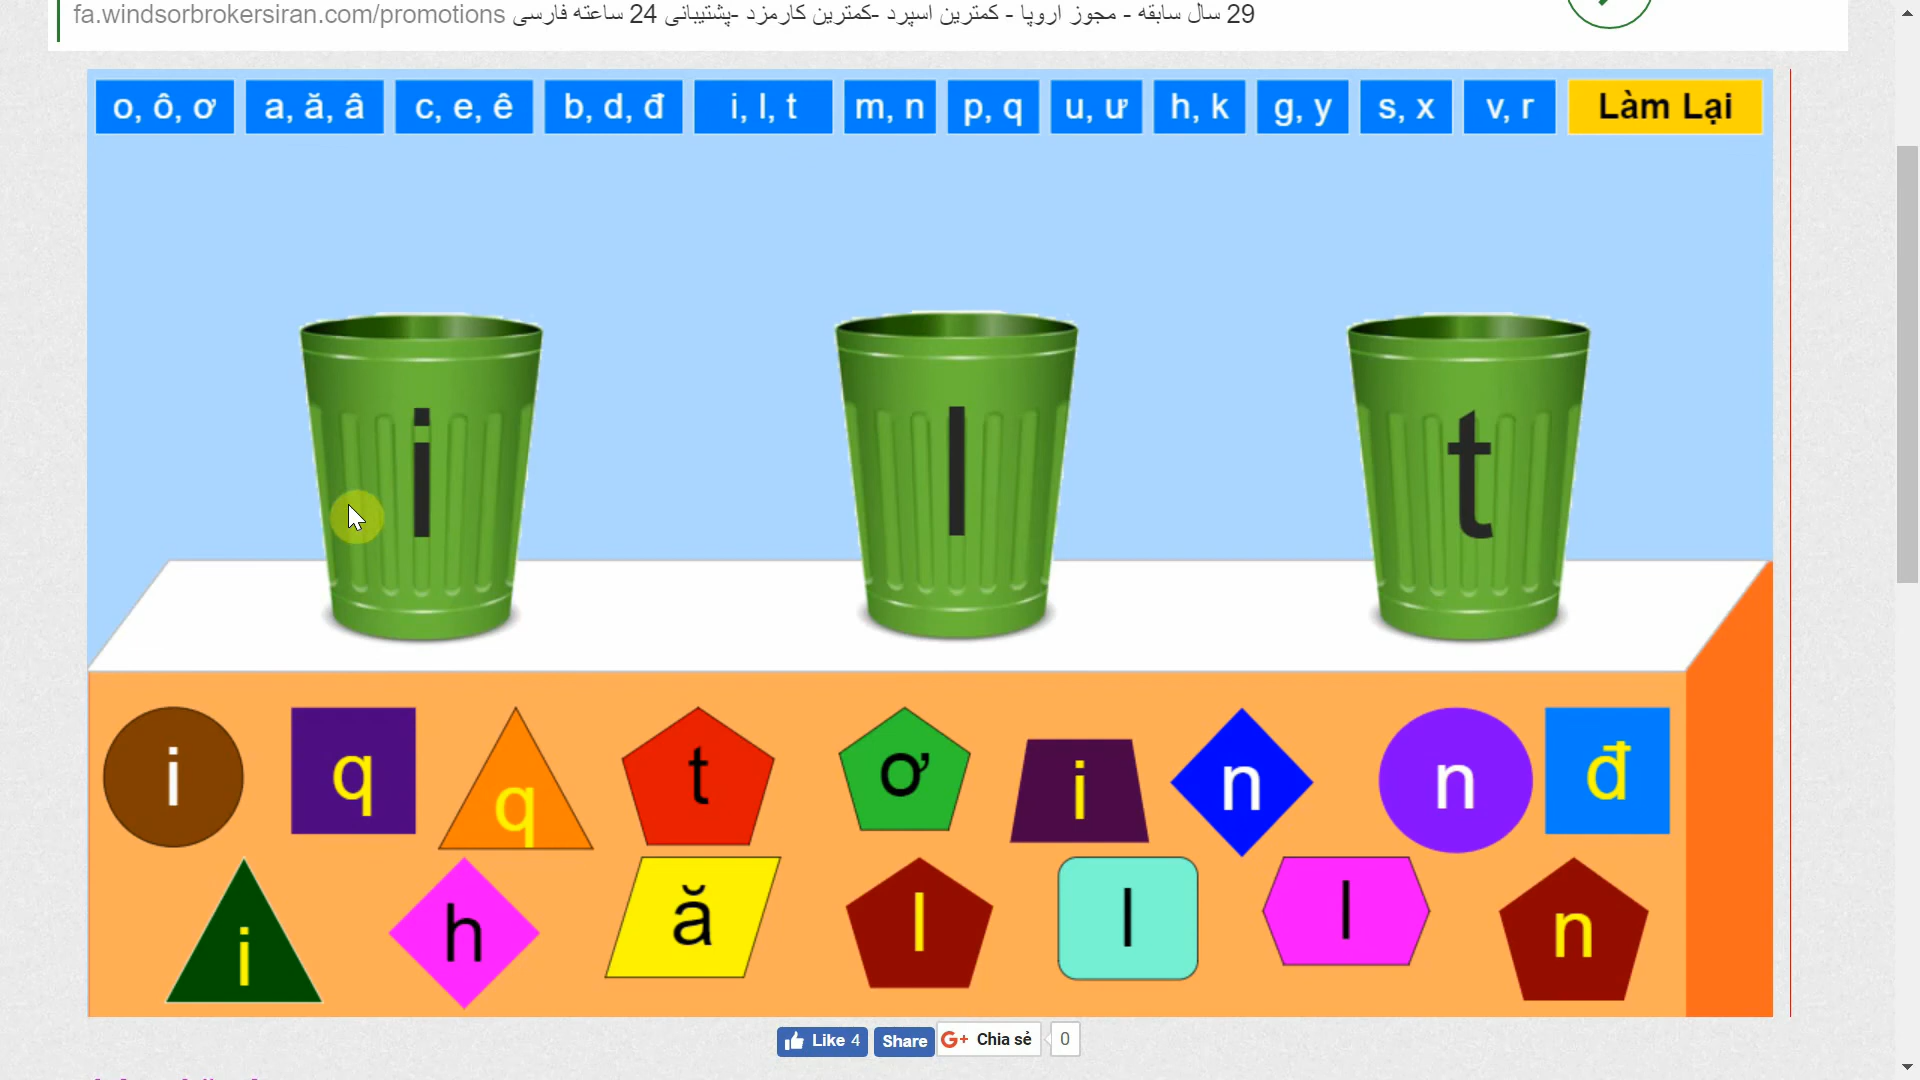 fa.windsorbrokersiran.com/promotions 29 سال سابقه - مجوز اروپا - کمترین اسپرد -کمترین کارمزد -پشتیبانی 24 ساعته فارسی
o, ô, ơ a, ă, â c, e, ê b, d, đ i, l, t m, n p, q u, ư h, k g, y s, x v, r Làm Lại
i l t
i q q t ơ i n n đ
i h ă l l l n
Like 4 Share G+ Chia sẻ 0